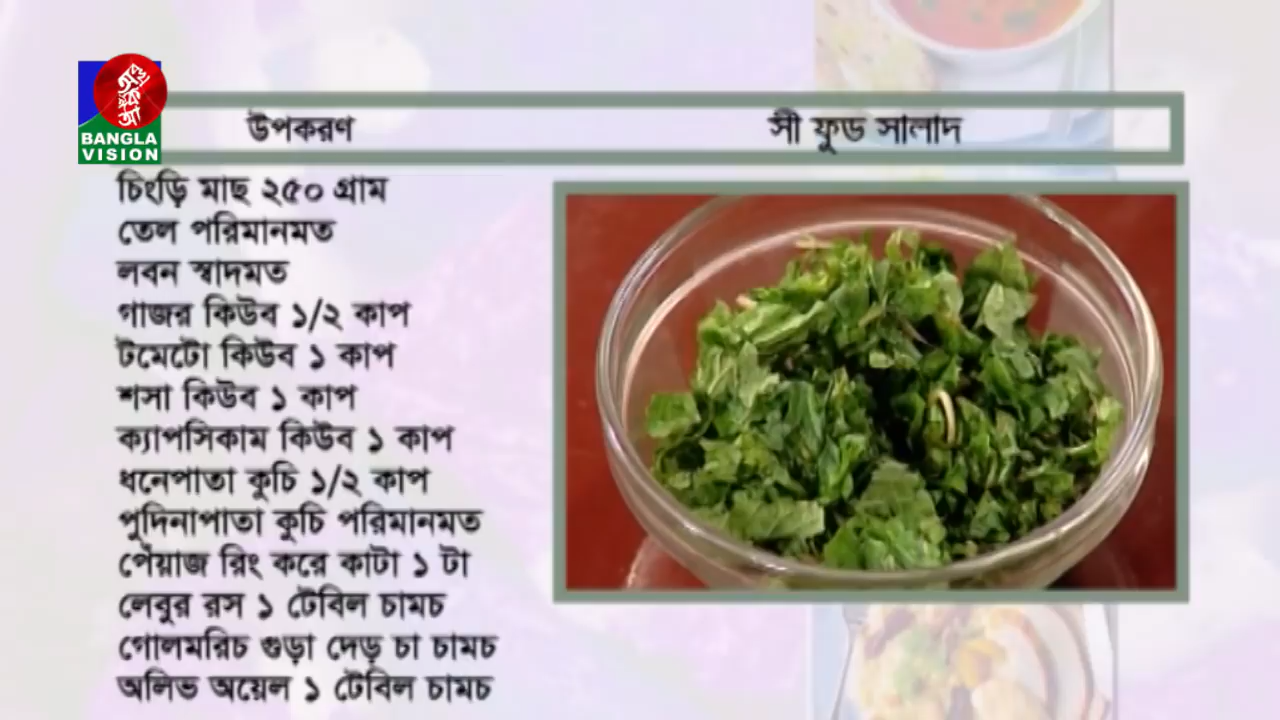 BANGLA
VISION
উপকরণ
সী ফুড সালাদ
চিংড়ি মাছ ২৫০ গ্রাম
তেল পরিমানমত
লবন স্বাদমত
গাজর কিউব ১/২ কাপ
টমেটো কিউব ১ কাপ
শসা কিউব ১ কাপ
ক্যাপসিকাম কিউব ১ কাপ
ধনেপাতা কুচি ১/২ কাপ
পুদিনাপাতা কুচি পরিমানমত
পেঁয়াজ রিং করে কাটা ১ টা
লেবুর রস ১ টেবিল চামচ
গোলমরিচ গুড়া দেড় চা চামচ
অলিভ অয়েল ১ টেবিল চামচ